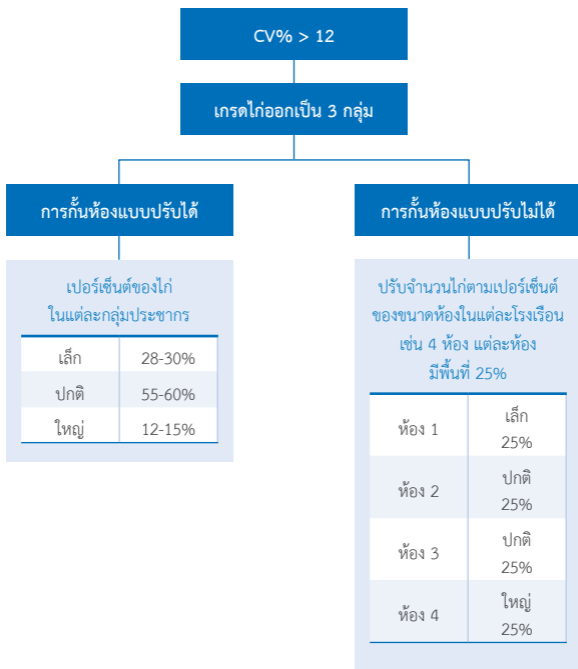 CV% > 12
เกรดไก่ออกเป็น 3 กลุ่ม
การกั้นห้องแบบปรับได้
เปอร์เซ็นต์ของไก่
ในแต่ละกลุ่มประชากร
เล็ก 28-30%
ปกติ 55-60%
ใหญ่ 12-15%
การกั้นห้องแบบปรับไม่ได้
ปรับจำนวนไก่ตามเปอร์เซ็นต์
ของขนาดห้องในแต่ละโรงเรือน
เช่น 4 ห้อง แต่ละห้อง
มีพื้นที่ 25%
ห้อง 1 เล็ก
25%
ห้อง 2 ปกติ
25%
ห้อง 3 ปกติ
25%
ห้อง 4 ใหญ่
25%